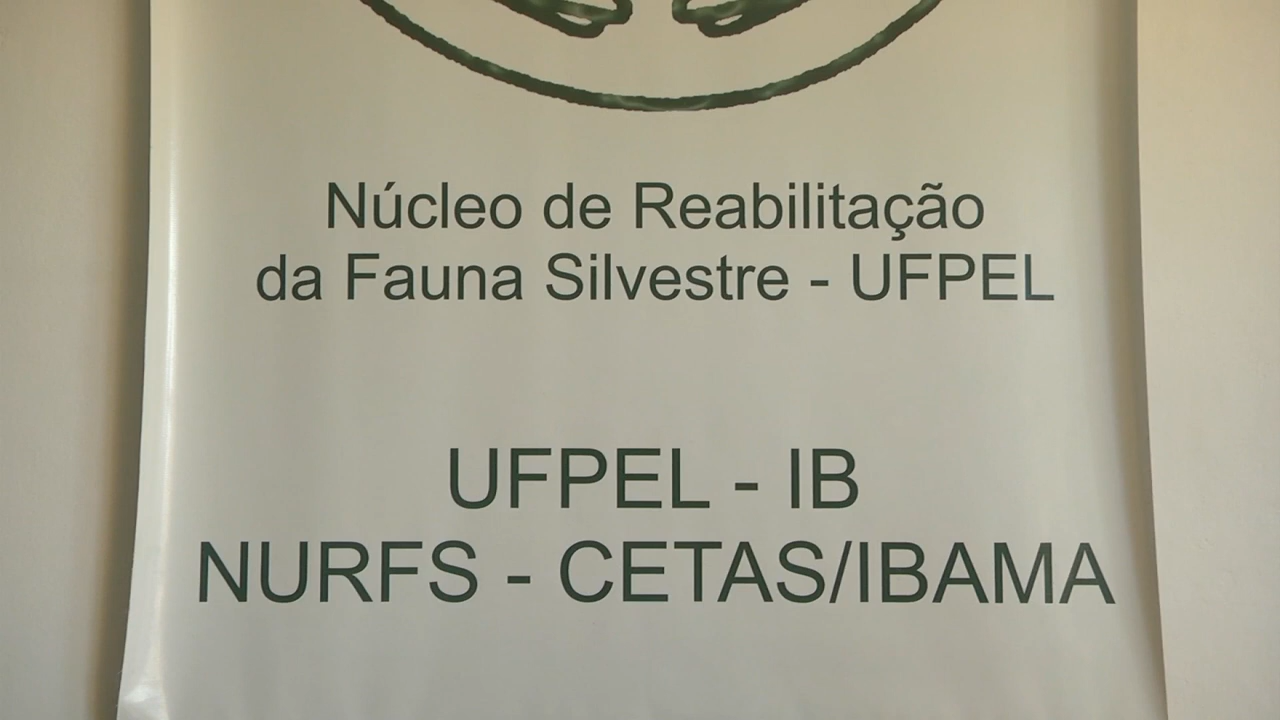 Núcleo de Reabilitação
da Fauna Silvestre - UFPEL
UFPEL - IB
NURFS - CETAS/IBAMA